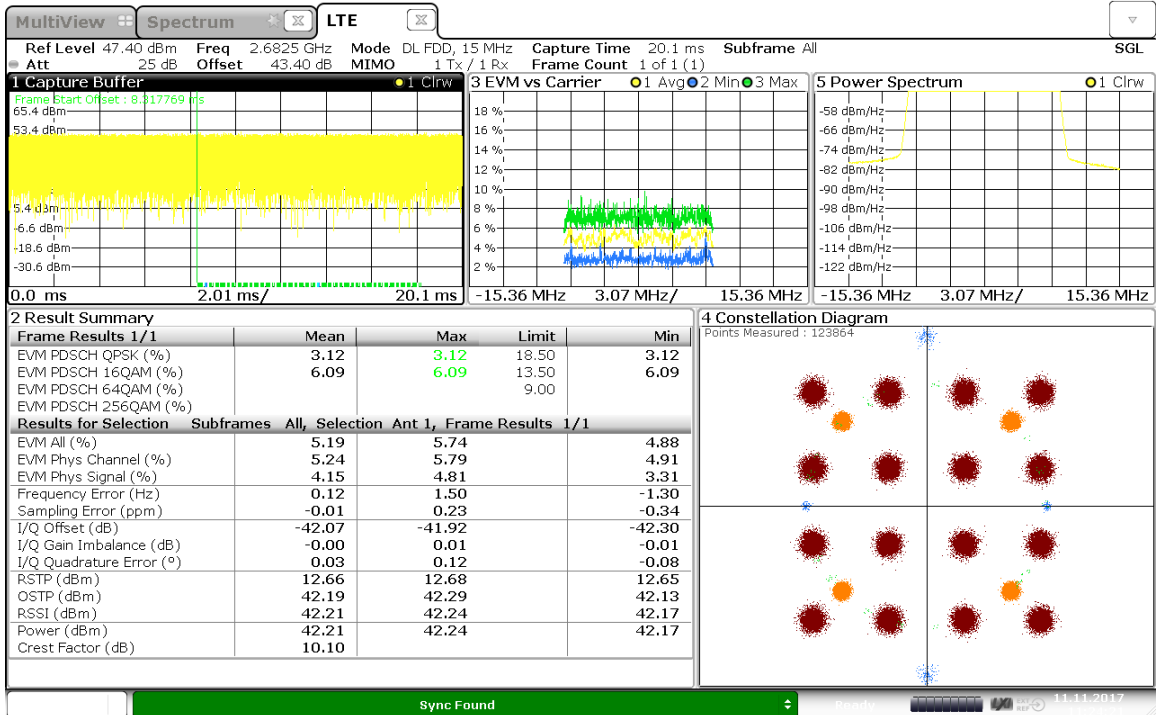 MultiView Spectrum LTE
Ref Level 47.40 dBm Freq 2.6825 GHz Mode DL FDD, 15 MHz Capture Time 20.1 ms Subframe All SGL
Att 25 dB Offset 43.40 dB MIMO 1 Tx / 1 Rx Frame Count 1 of 1 (1)
1 Capture Buffer 1 Clrw
Frame Start Offset : 8.317769 ms
65.4 dBm
53.4 dBm
5.4 dBm
-6.6 dBm
-18.6 dBm
-30.6 dBm
0.0 ms 2.01 ms/ 20.1 ms
3 EVM vs Carrier 1 Avg 2 Min 3 Max
18 %
16 %
14 %
12 %
10 %
8 %
6 %
4 %
2 %
-15.36 MHz 3.07 MHz/ 15.36 MHz
5 Power Spectrum 1 Clrw
-58 dBm/Hz
-66 dBm/Hz
-74 dBm/Hz
-82 dBm/Hz
-90 dBm/Hz
-98 dBm/Hz
-106 dBm/Hz
-114 dBm/Hz
-122 dBm/Hz
-15.36 MHz 3.07 MHz/ 15.36 MHz
2 Result Summary
Frame Results 1/1 Mean Max Limit Min
EVM PDSCH QPSK (%) 3.12 3.12 18.50 3.12
EVM PDSCH 16QAM (%) 6.09 6.09 13.50 6.09
EVM PDSCH 64QAM (%) 9.00
EVM PDSCH 256QAM (%)
Results for Selection Subframes All, Selection Ant 1, Frame Results 1/1
EVM All (%) 5.19 5.74 4.88
EVM Phys Channel (%) 5.24 5.79 4.91
EVM Phys Signal (%) 4.15 4.81 3.31
Frequency Error (Hz) 0.12 1.50 -1.30
Sampling Error (ppm) -0.01 0.23 -0.34
I/Q Offset (dB) -42.07 -41.92 -42.30
I/Q Gain Imbalance (dB) -0.00 0.01 -0.01
I/Q Quadrature Error (°) 0.03 0.12 -0.08
RSTP (dBm) 12.66 12.68 12.65
OSTP (dBm) 42.19 42.29 42.13
RSSI (dBm) 42.21 42.24 42.17
Power (dBm) 42.21 42.24 42.17
Crest Factor (dB) 10.10
4 Constellation Diagram
Points Measured : 123864
Sync Found
Ready
LXI EXT REF
11.11.2017